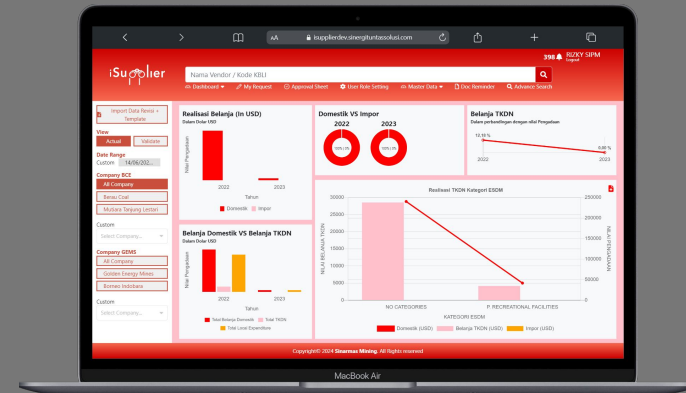 AA isupplierdev.sinergituntassolusi.com
398 RIZKY SIPM
Logout
iSupplier
Nama Vendor / Kode KBLI
Dashboard My Request Approval Sheet User Role Setting Master Data Doc Reminder Advance Search
Import Data Revisi +
Template
View
Actual Validate
Date Range
Custom 14/06/202...
Company BCE
All Company
Berau Coal
Mutiara Tanjung Lestari
Custom
Select Company...
Company GEMS
All Company
Golden Energy Mines
Borneo Indobara
Custom
Select Company...
Realisasi Belanja (In USD)
Dalam Dolar USD
Nilai Pengadaan
2022 2023
Tahun
Domestik Impor
Domestik VS Impor
2022 2023
Belanja TKDN
Dalam perbandingan dengan nilai Pengadaan
2022 2023
Belanja Domestik VS Belanja TKDN
Dalam Dolar USD
Nilai Pengadaan
2022 2023
Tahun
Total Belanja Domestik Total TKDN
Total Local Expenditure
Realisasi TKDN Kategori ESDM
NILAI BELANJA TKDN
30000
25000
20000
15000
10000
5000
0
250000
200000
150000
100000
50000
0
NILAI PENGADAAN
NO CATEGORIES P. RECREATIONAL FACILITIES
KATEGORI ESDM
Domestik (USD) Belanja TKDN (USD) Impor (USD)
Copyright© 2024 Sinarmas Mining. All Rights reserved
MacBook Air